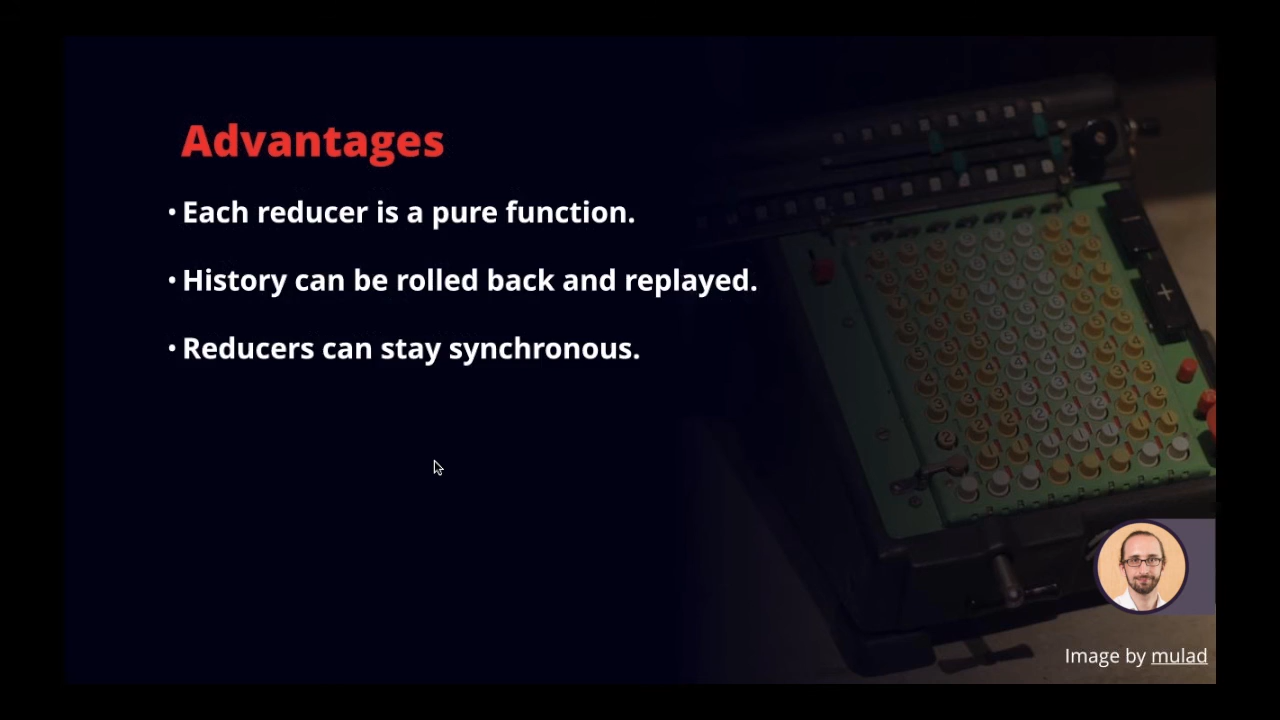 Advantages
• Each reducer is a pure function.
• History can be rolled back and replayed.
• Reducers can stay synchronous.
Image by mulad